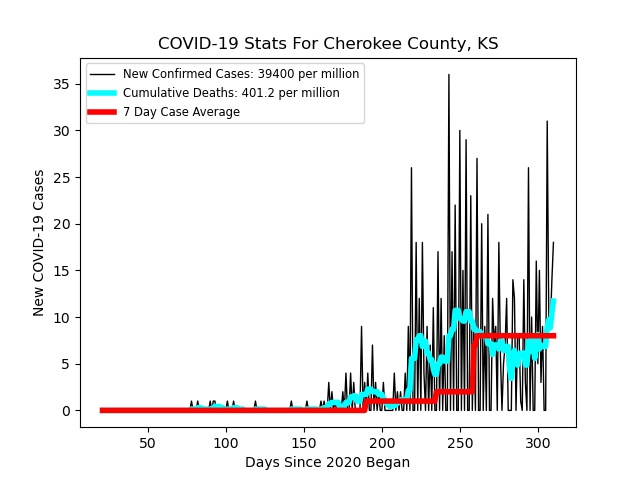 COVID-19 Stats For Cherokee County, KS
New Confirmed Cases: 39400 per million
Cumulative Deaths: 401.2 per million
7 Day Case Average
New COVID-19 Cases
35
30
25
20
15
10
5
0
50 100 150 200 250 300
Days Since 2020 Began